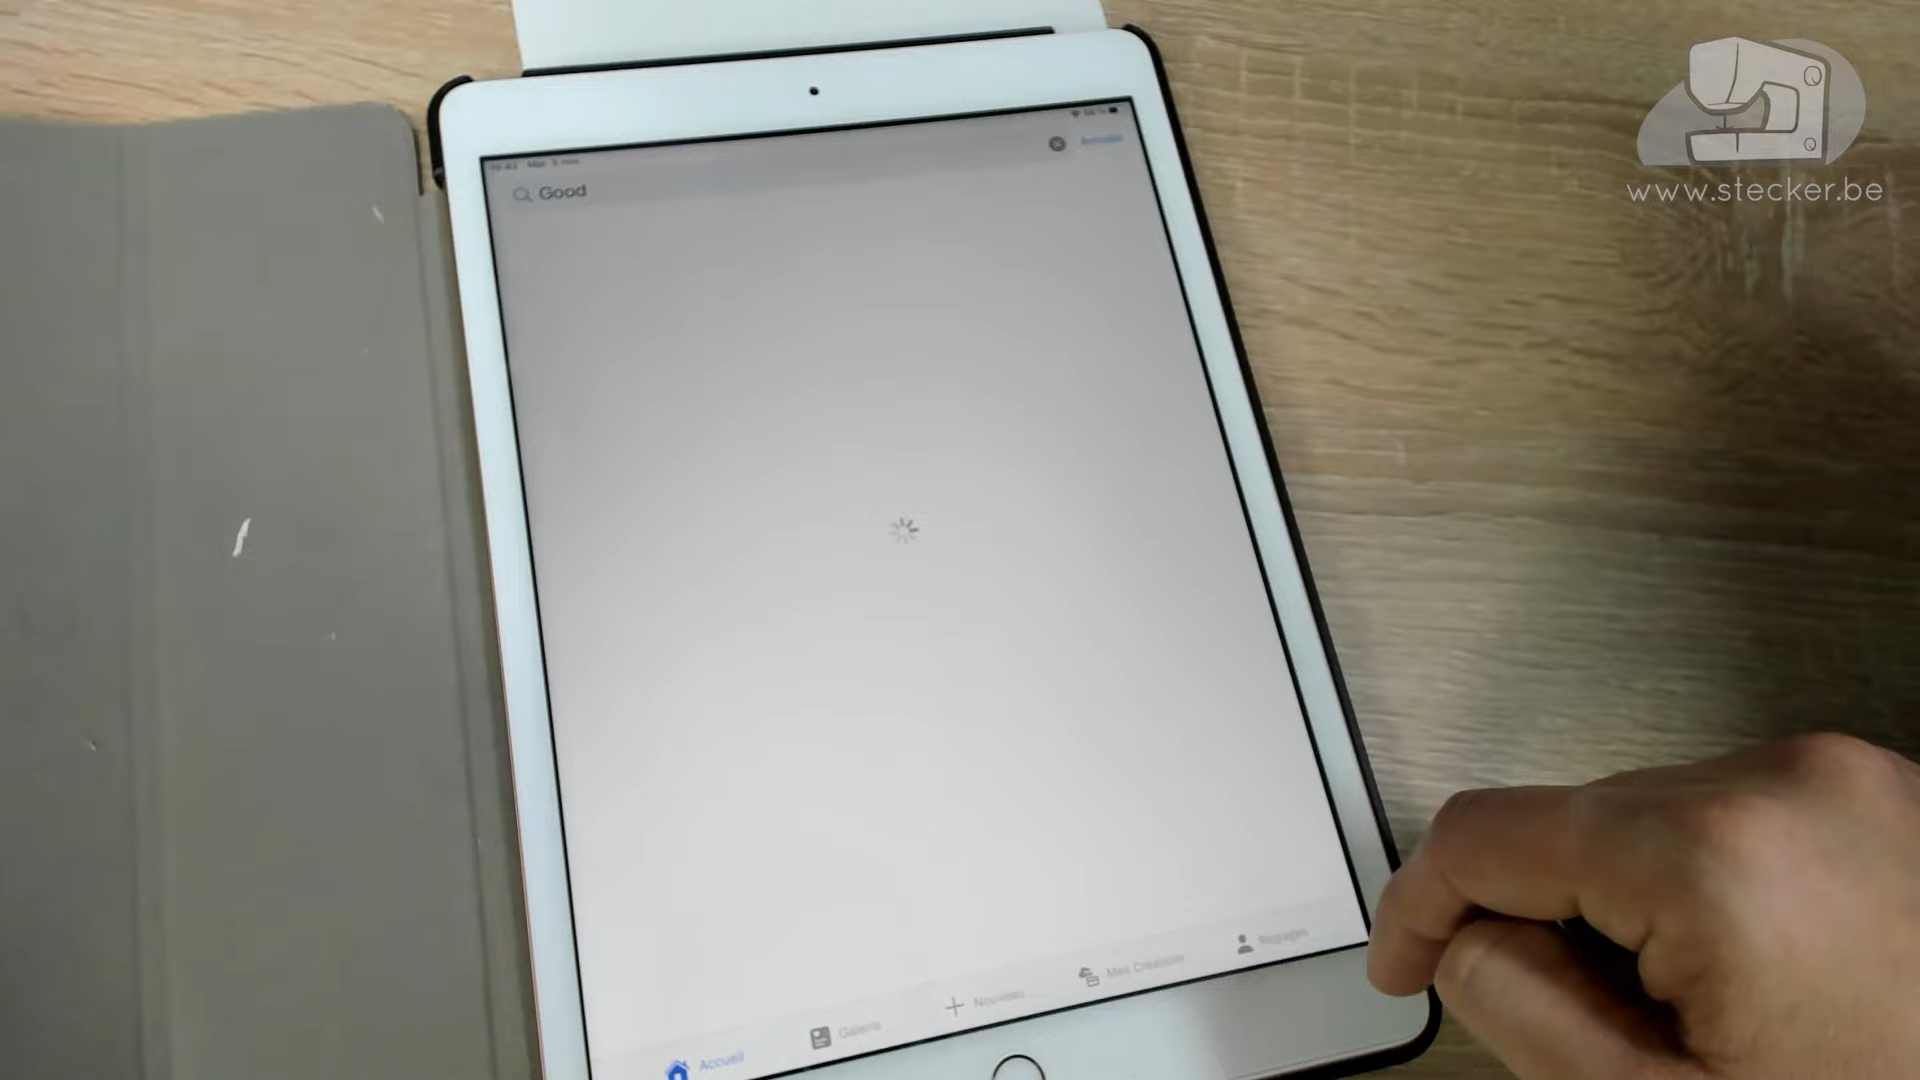 www.stecker.be
Good
Accueil
Galerie
Nouveau
Mes Créations
Réglages